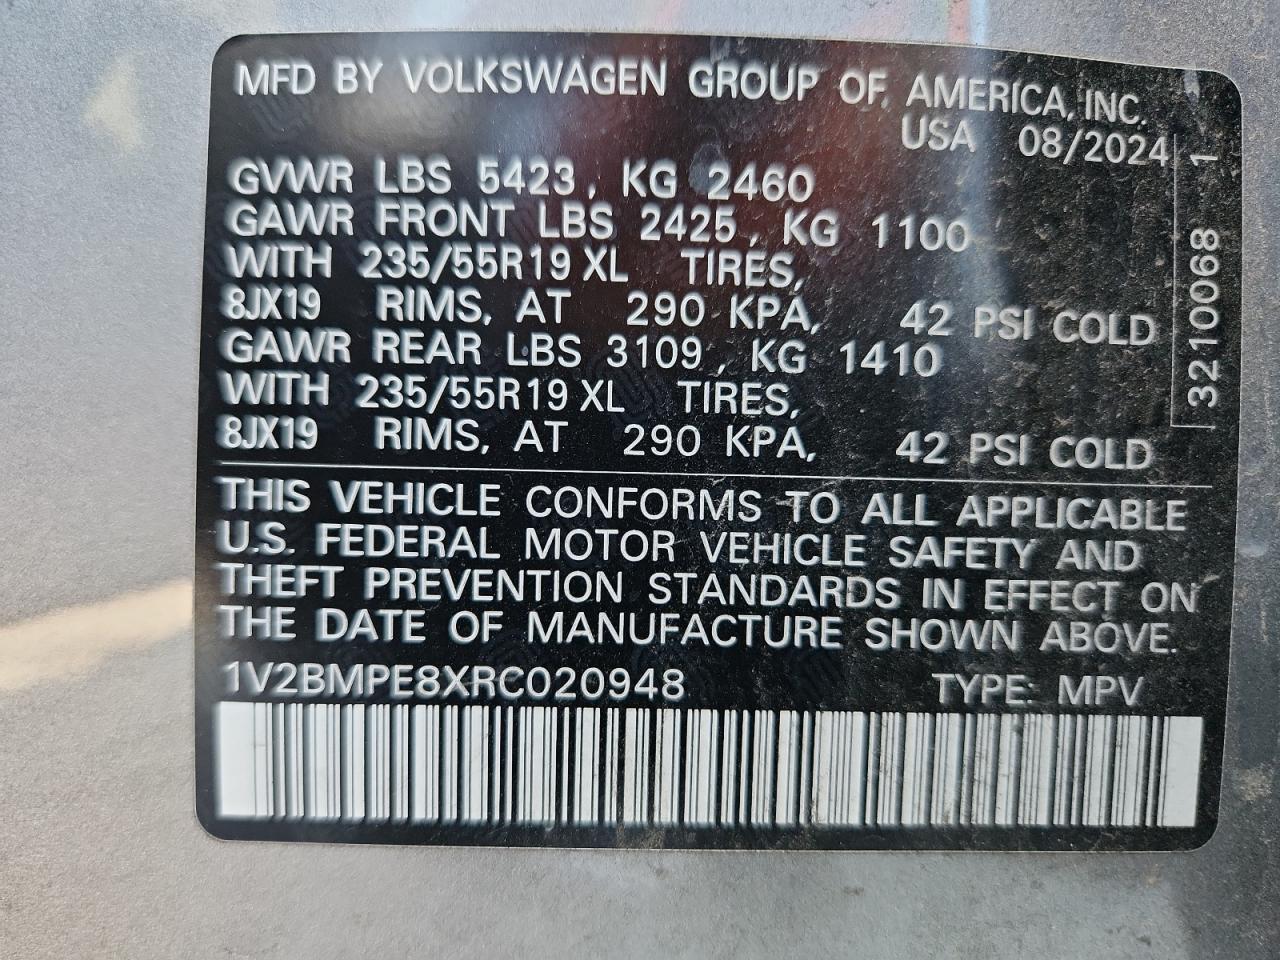 MFD BY VOLKSWAGEN GROUP OF AMERICA, INC.
USA 08/2024
GVWR LBS 5423, KG 2460
GAWR FRONT LBS 2425, KG 1100
WITH 235/55R19 XL TIRES,
8JX19 RIMS, AT 290 KPA, 42 PSI COLD
GAWR REAR LBS 3109, KG 1410
WITH 235/55R19 XL TIRES,
8JX19 RIMS, AT 290 KPA, 42 PSI COLD
3210068 1
THIS VEHICLE CONFORMS TO ALL APPLICABLE
U.S. FEDERAL MOTOR VEHICLE SAFETY AND
THEFT PREVENTION STANDARDS IN EFFECT ON
THE DATE OF MANUFACTURE SHOWN ABOVE.
1V2BMPE8XRC020948 TYPE: MPV